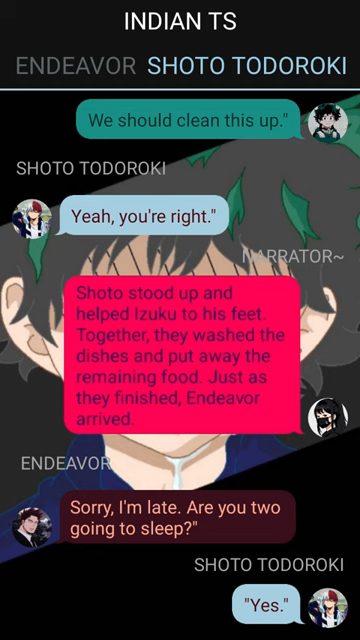 INDIAN TS
ENDEAVOR SHOTO TODOROKI
We should clean this up."
SHOTO TODOROKI
Yeah, you're right."
NARRATOR~
Shoto stood up and
helped Izuku to his feet.
Together, they washed the
dishes and put away the
remaining food. Just as
they finished, Endeavor
arrived.
ENDEAVOR
Sorry, I'm late. Are you two
going to sleep?"
SHOTO TODOROKI
"Yes."